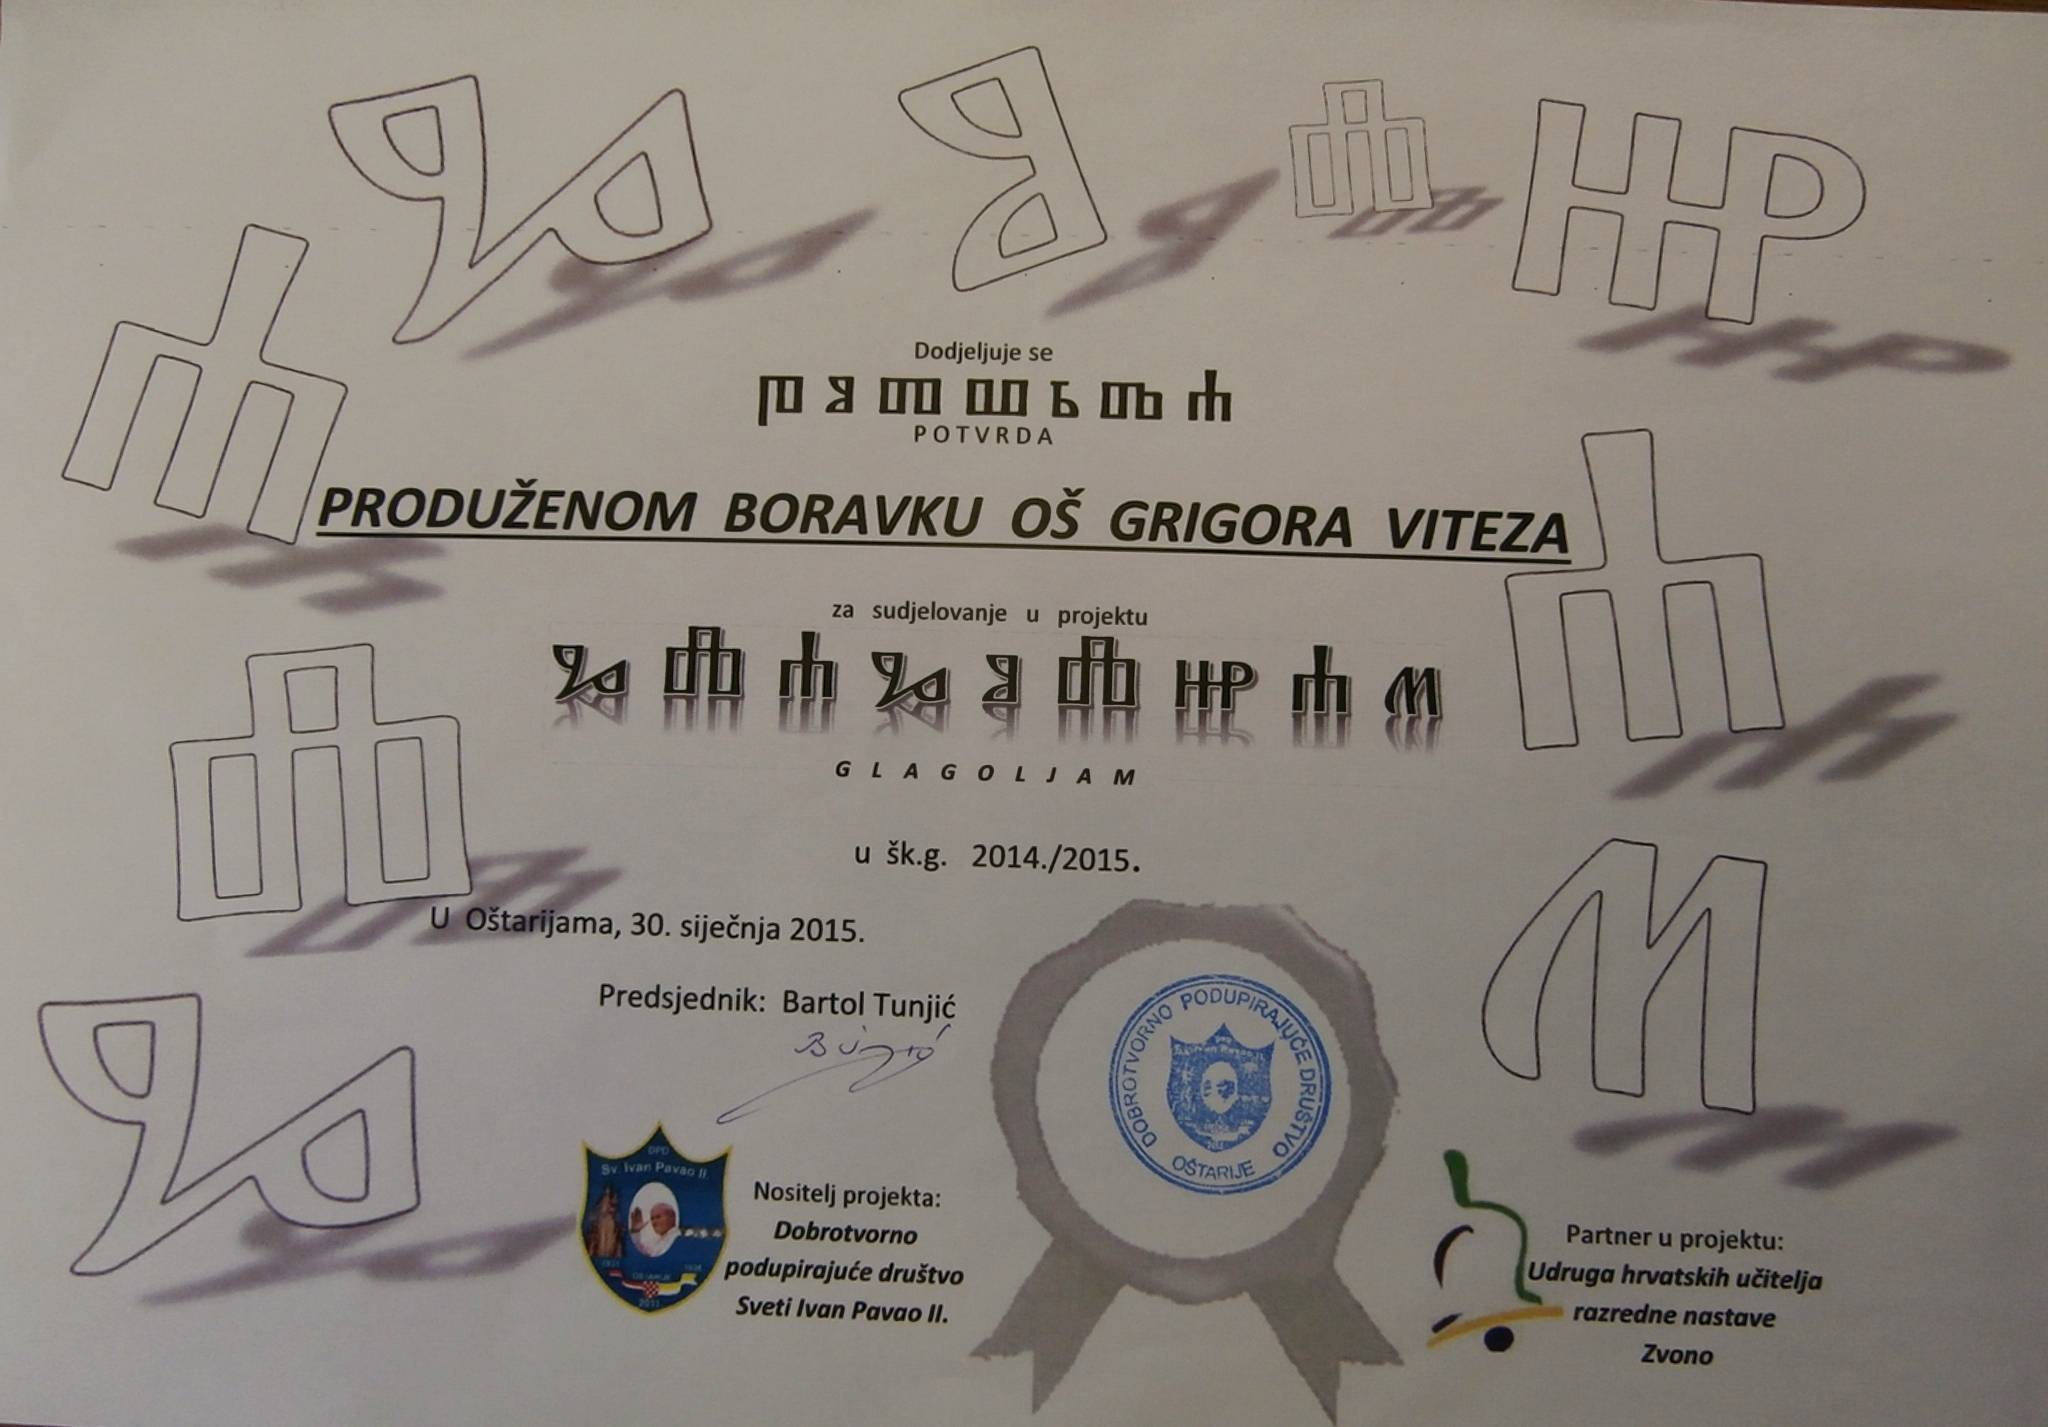 Dodjeljuje se
ⱂⱁⱅⰲⱃⰴⰰ
POTVRDA
PRODUŽENOM BORAVKU OŠ GRIGORA VITEZA
za sudjelovanje u projektu
ⰳⰾⰰⰳⱁⰾⰼⰰⰿ
G L A G O L J A M
u šk.g. 2014./2015.
U Oštarijama, 30. siječnja 2015.
Predsjednik: Bartol Tunjić
DOBROTVORNO PODUPIRAJUĆE DRUŠTVO
OŠTARIJE
DPD
Sv. Ivan Pavao II.
2011
Nositelj projekta:
Dobrotvorno
podupirajuće društvo
Sveti Ivan Pavao II.
Partner u projektu:
Udruga hrvatskih učitelja
razredne nastave
Zvono